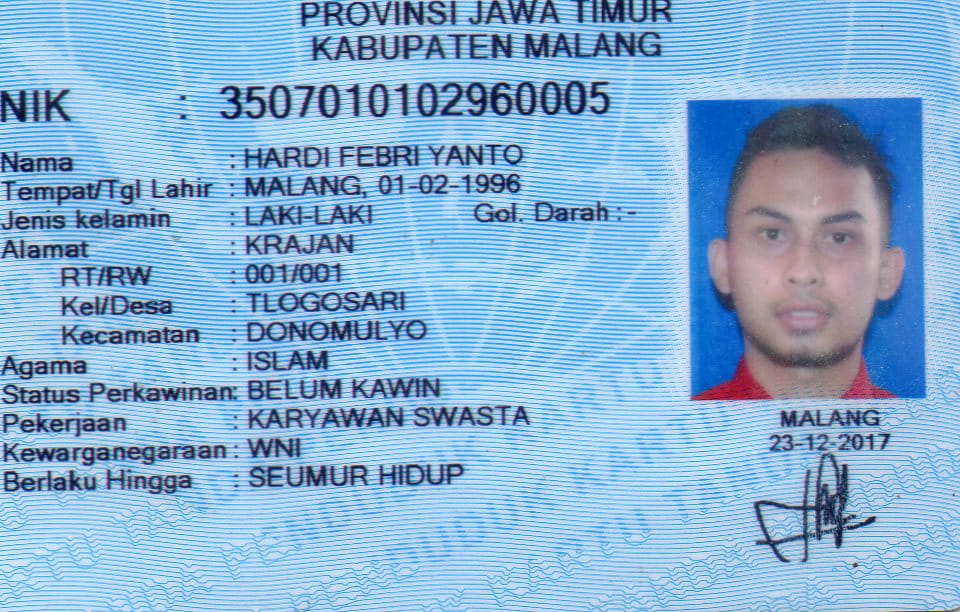 PROVINSI JAWA TIMUR
KABUPATEN MALANG
NIK : 3507010102960005
Nama : HARDI FEBRI YANTO
Tempat/Tgl Lahir : MALANG, 01-02-1996
Jenis kelamin : LAKI-LAKI Gol. Darah : -
Alamat : KRAJAN
RT/RW : 001/001
Kel/Desa : TLOGOSARI
Kecamatan : DONOMULYO
Agama : ISLAM
Status Perkawinan: BELUM KAWIN
Pekerjaan : KARYAWAN SWASTA
Kewarganegaraan : WNI
Berlaku Hingga : SEUMUR HIDUP
MALANG
23-12-2017